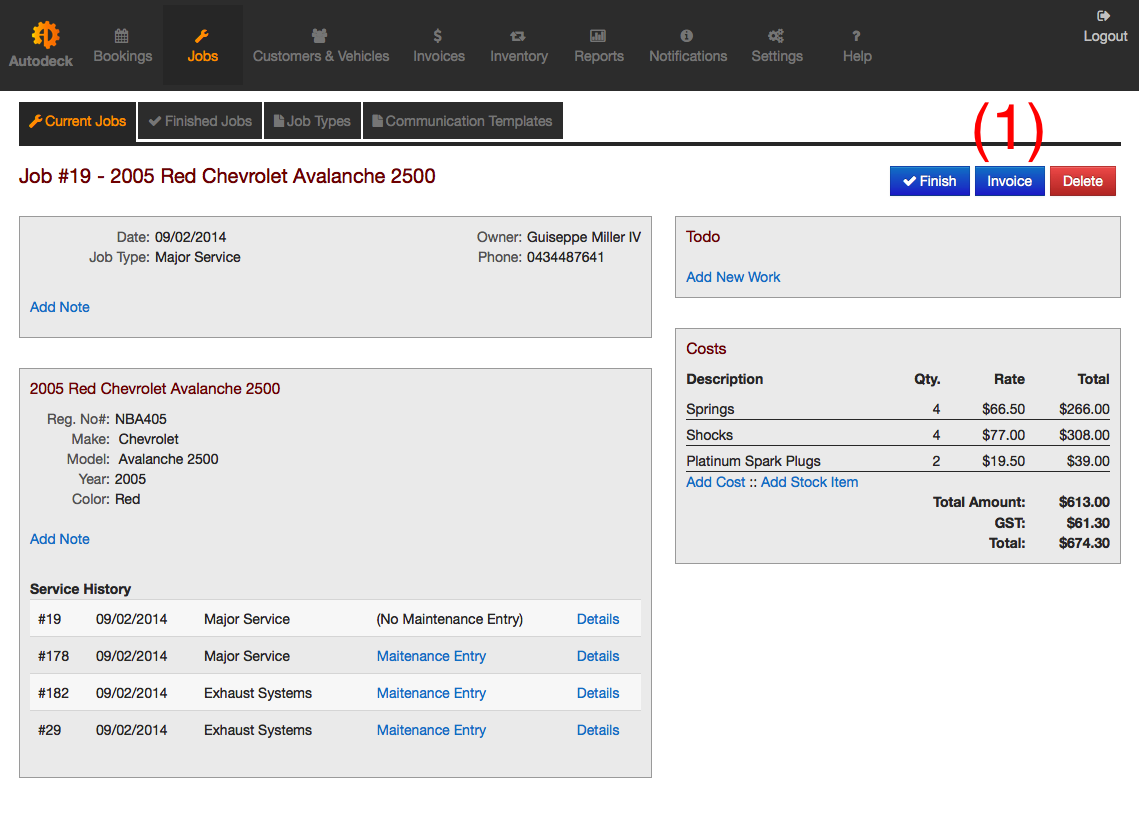 Autodeck Bookings Jobs Customers & Vehicles Invoices Inventory Reports Notifications Settings Help Logout
Current Jobs Finished Jobs Job Types Communication Templates
(1)
Job #19 - 2005 Red Chevrolet Avalanche 2500
Finish Invoice Delete
Date: 09/02/2014 Owner: Guiseppe Miller IV
Job Type: Major Service Phone: 0434487641
Add Note
Todo
Add New Work
2005 Red Chevrolet Avalanche 2500
Reg. No#: NBA405
Make: Chevrolet
Model: Avalanche 2500
Year: 2005
Color: Red
Add Note
Service History
#19 09/02/2014 Major Service (No Maintenance Entry) Details
#178 09/02/2014 Major Service Maitenance Entry Details
#182 09/02/2014 Exhaust Systems Maitenance Entry Details
#29 09/02/2014 Exhaust Systems Maitenance Entry Details
Costs
Description Qty. Rate Total
Springs 4 $66.50 $266.00
Shocks 4 $77.00 $308.00
Platinum Spark Plugs 2 $19.50 $39.00
Add Cost :: Add Stock Item
Total Amount: $613.00
GST: $61.30
Total: $674.30